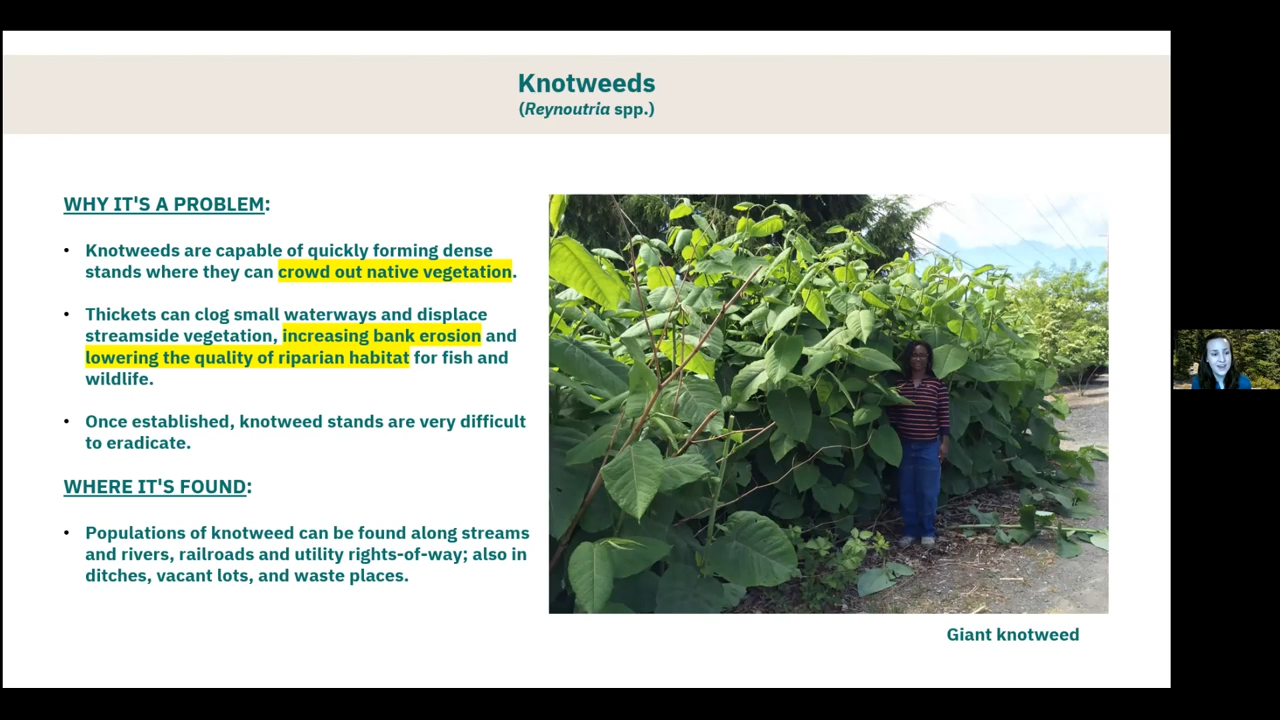 Knotweeds
(Reynoutria spp.)
WHY IT'S A PROBLEM:
• Knotweeds are capable of quickly forming dense
stands where they can crowd out native vegetation.
• Thickets can clog small waterways and displace
streamside vegetation, increasing bank erosion and
lowering the quality of riparian habitat for fish and
wildlife.
• Once established, knotweed stands are very difficult
to eradicate.
WHERE IT'S FOUND:
• Populations of knotweed can be found along streams
and rivers, railroads and utility rights-of-way; also in
ditches, vacant lots, and waste places.
Giant knotweed